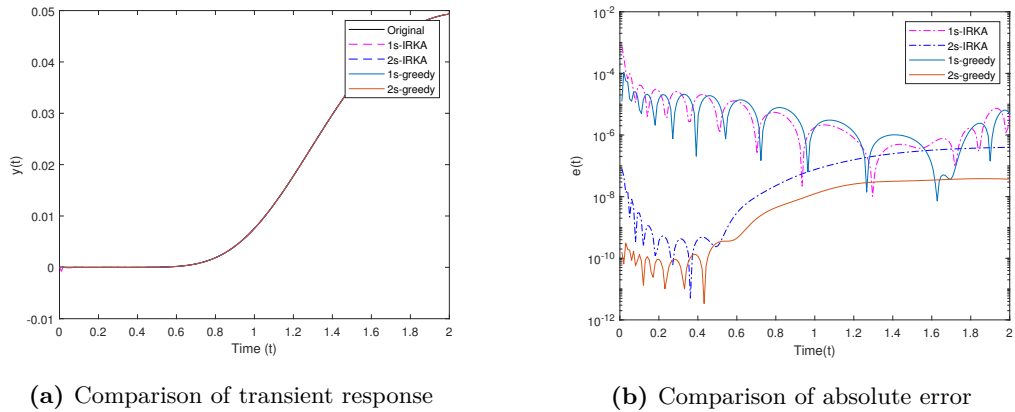 0.05
0.04
0.03
0.02
0.01
0
-0.01
y(t)
0 0.2 0.4 0.6 0.8 1 1.2 1.4 1.6 1.8 2
Time (t)
Original
1s-IRKA
2s-IRKA
1s-greedy
2s-greedy
(a) Comparison of transient response
10-2
10-4
10-6
10-8
10-10
10-12
e(t)
0 0.2 0.4 0.6 0.8 1 1.2 1.4 1.6 1.8 2
Time(t)
1s-IRKA
2s-IRKA
1s-greedy
2s-greedy
(b) Comparison of absolute error